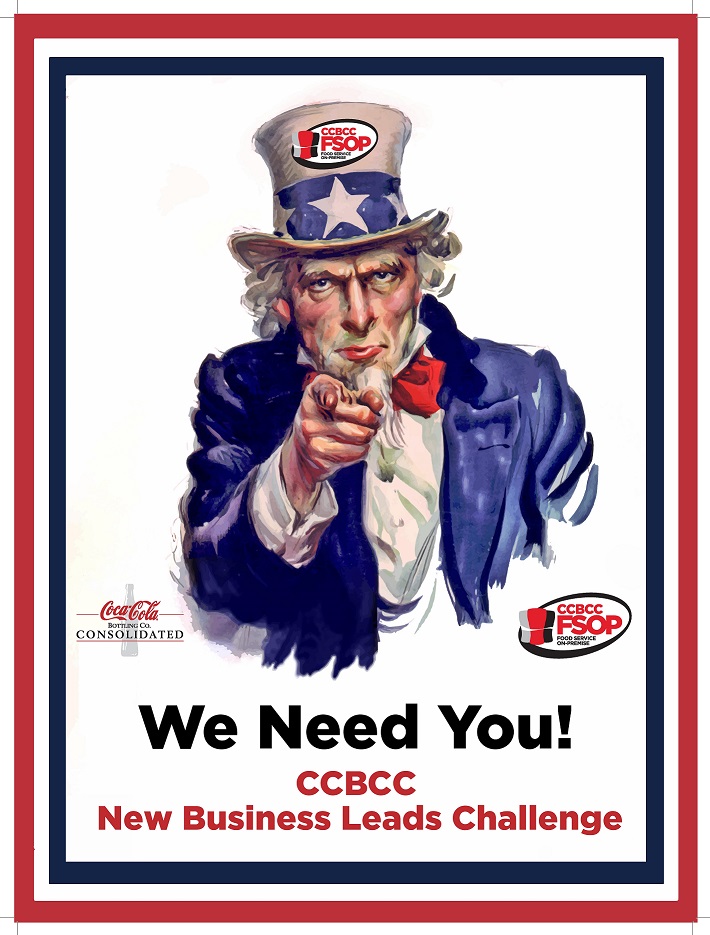 CCBCC
FSOP
FOOD SERVICE
ON-PREMISE
Coca-Cola
BOTTLING CO.
CONSOLIDATED
CCBCC
FSOP
FOOD SERVICE
ON-PREMISE
We Need You!
CCBCC
New Business Leads Challenge